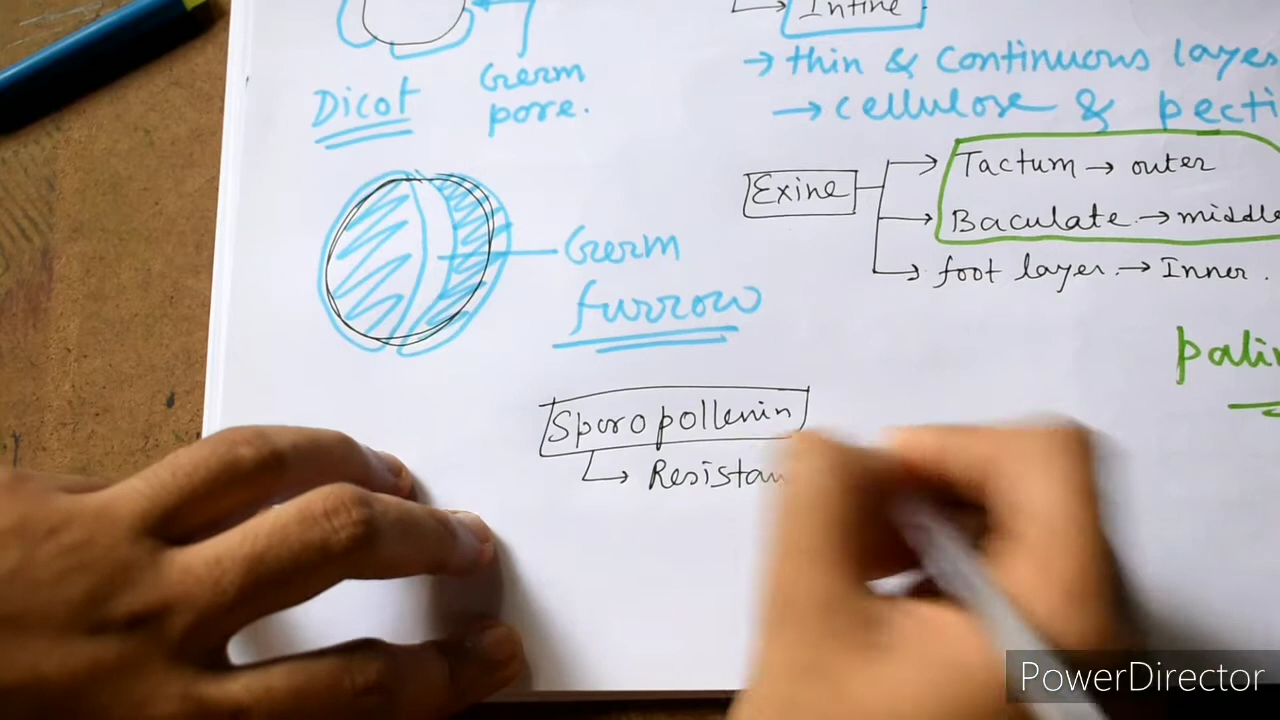 Intine
→ thin & continuous layer
→ cellulose & pecti
Dicot
Germ
pore.
Exine
Tactum → outer
Baculate → middle
foot layer → Inner.
Germ
furrow
Sporopollenin
→ Resistan
PowerDirector